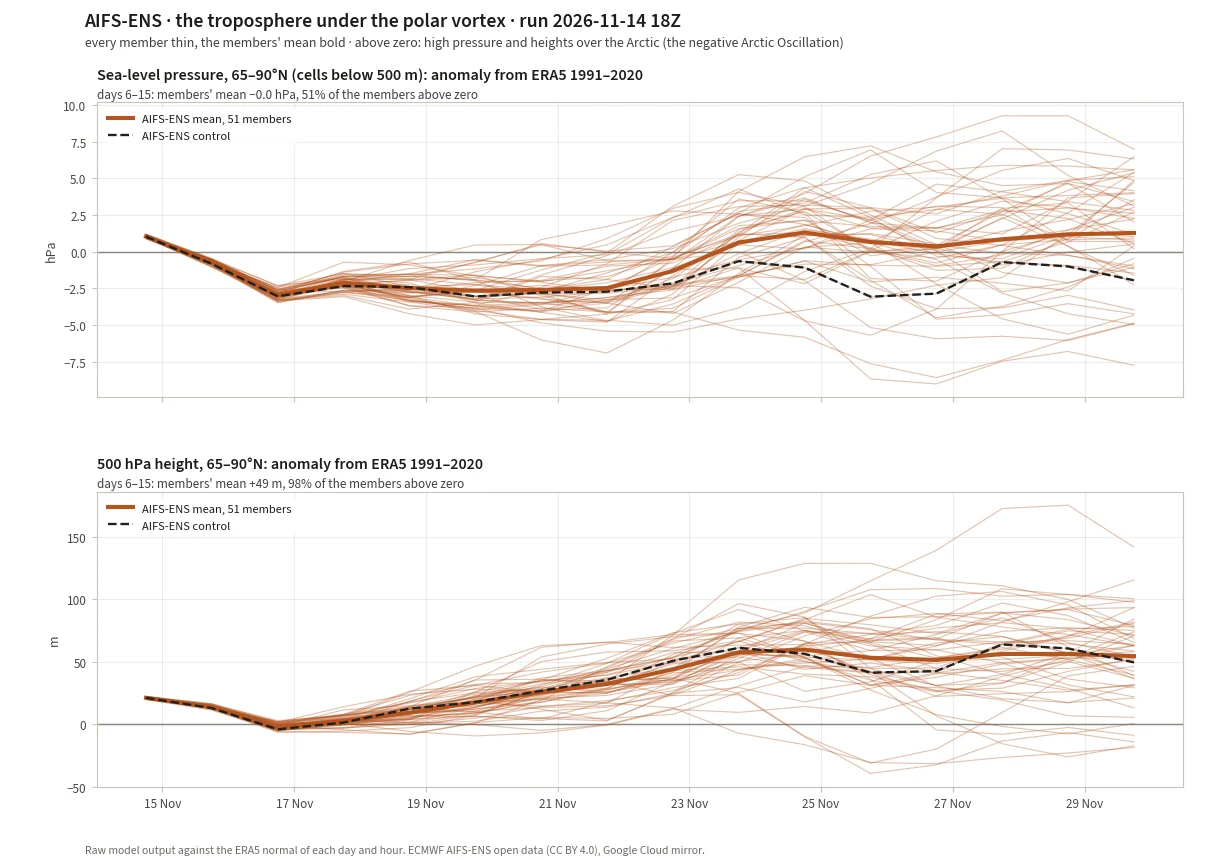 AIFS-ENS · the troposphere under the polar vortex · run 2026-11-14 18Z
every member thin, the members' mean bold · above zero: high pressure and heights over the Arctic (the negative Arctic Oscillation)
Sea-level pressure, 65–90°N (cells below 500 m): anomaly from ERA5 1991–2020
days 6–15: members' mean −0.0 hPa, 51% of the members above zero
AIFS-ENS mean, 51 members
AIFS-ENS control
10.0
7.5
5.0
2.5
0.0
−2.5
−5.0
−7.5
hPa
500 hPa height, 65–90°N: anomaly from ERA5 1991–2020
days 6–15: members' mean +49 m, 98% of the members above zero
AIFS-ENS mean, 51 members
AIFS-ENS control
150
100
50
0
−50
m
15 Nov 17 Nov 19 Nov 21 Nov 23 Nov 25 Nov 27 Nov 29 Nov
Raw model output against the ERA5 normal of each day and hour. ECMWF AIFS-ENS open data (CC BY 4.0), Google Cloud mirror.